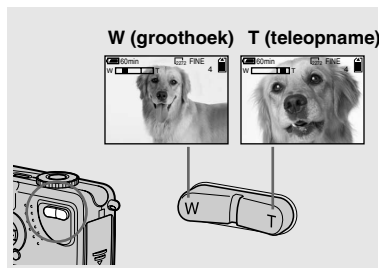 W (groothoek) T (teleopname)
60min FINE 4
W T
60min FINE 4
W T
W T